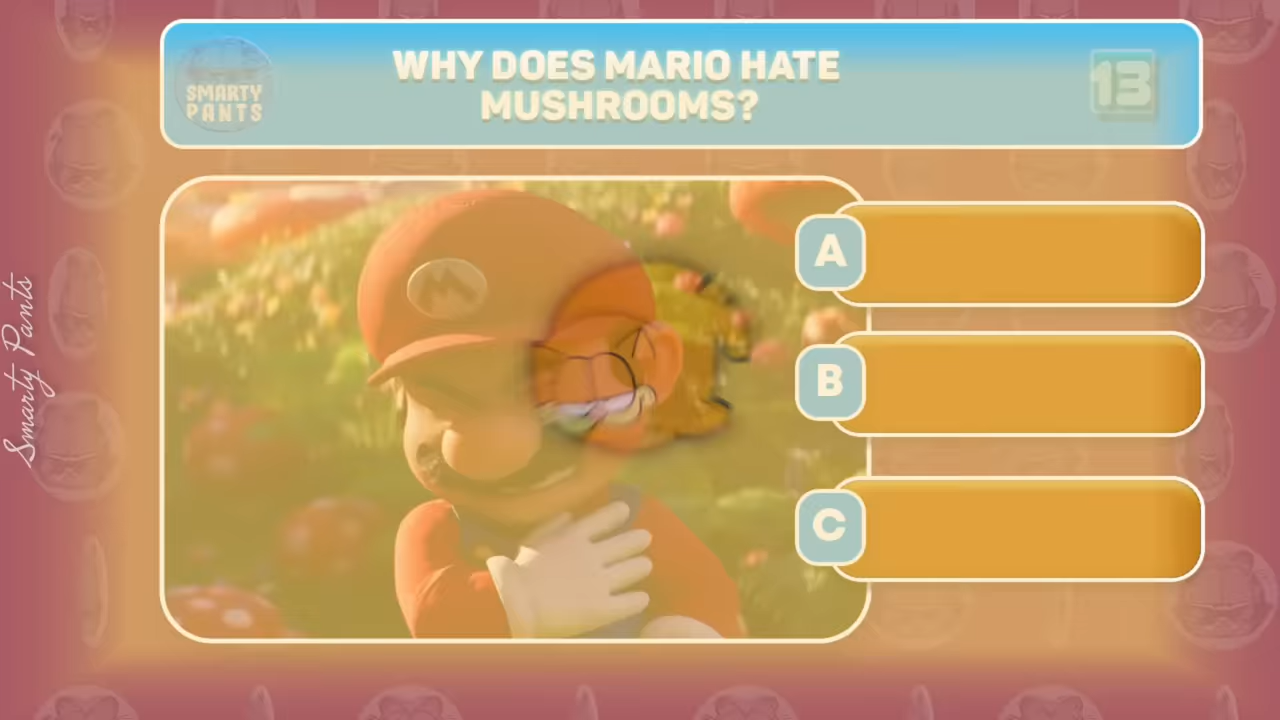 WHY DOES MARIO HATE
MUSHROOMS?
SMARTY
PANTS
13
M
A
B
C
Smarty Pants